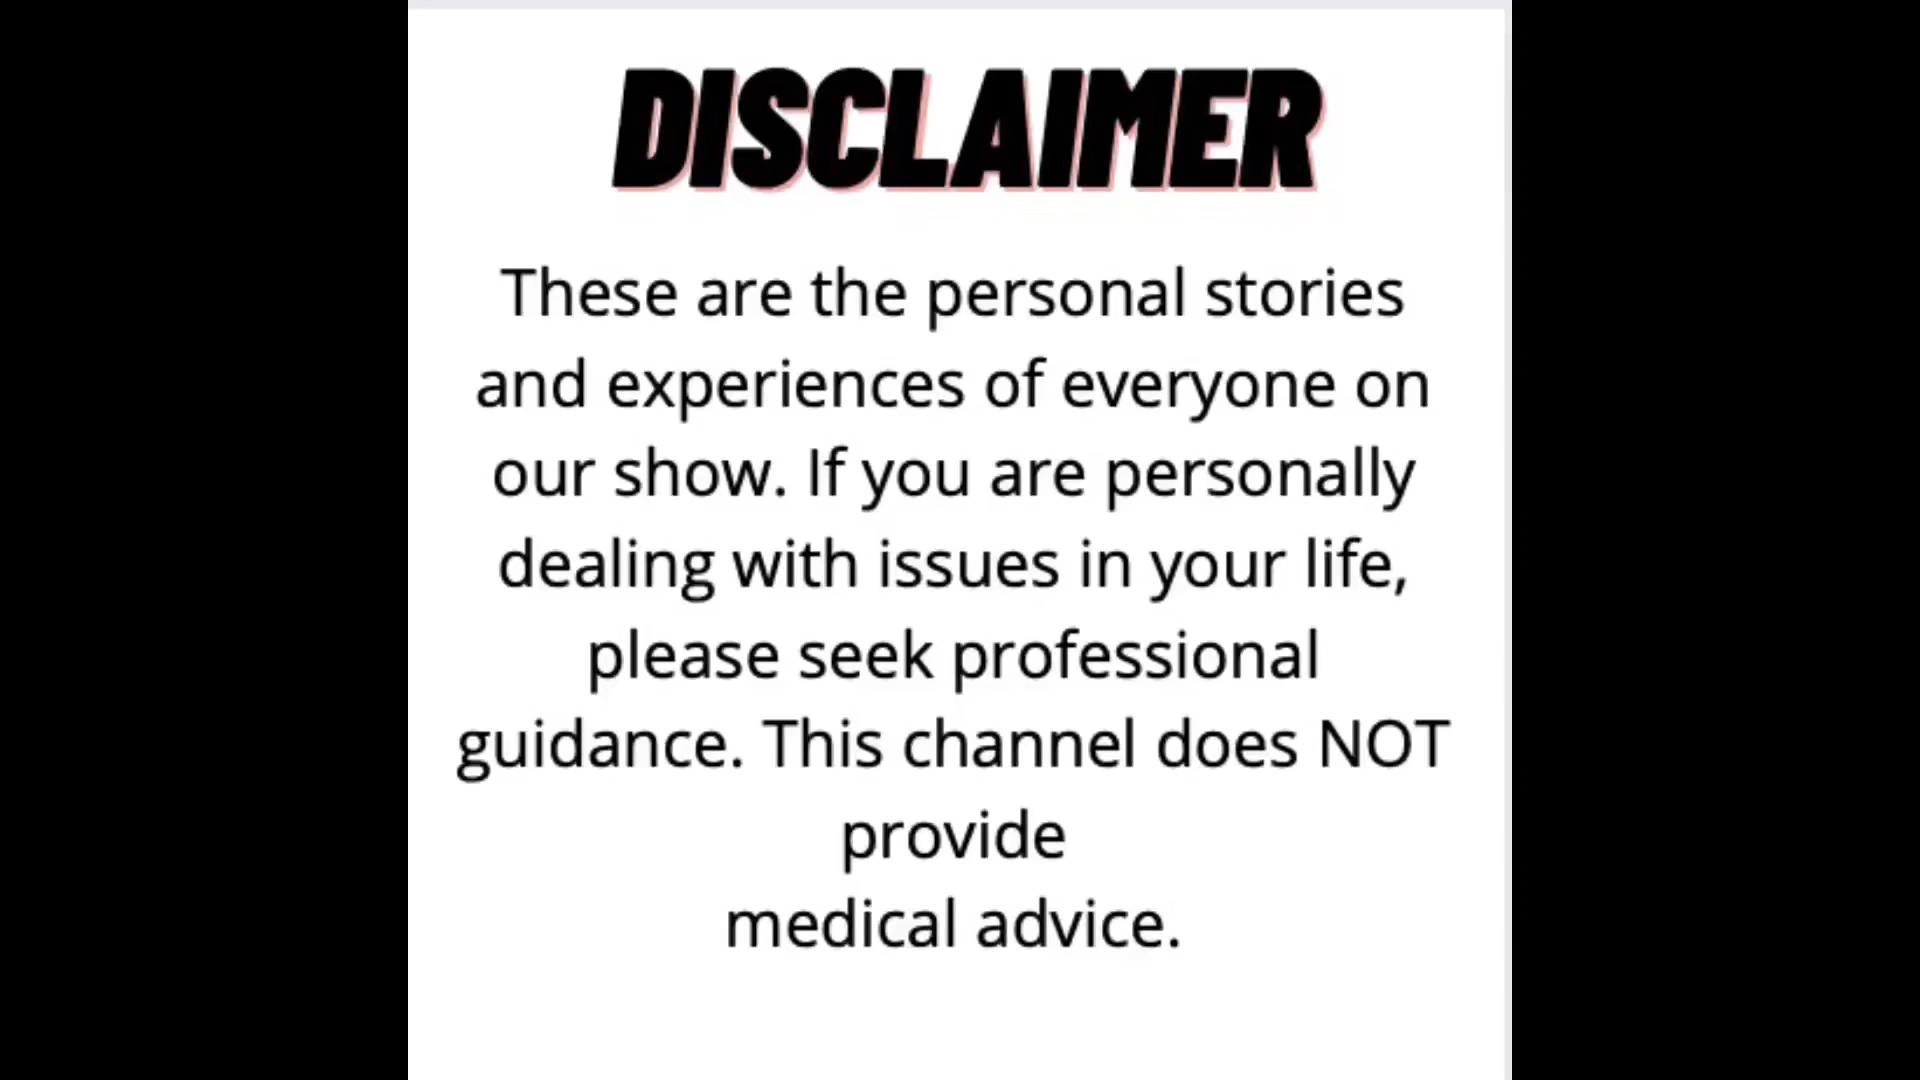 DISCLAIMER
These are the personal stories
and experiences of everyone on
our show. If you are personally
dealing with issues in your life,
please seek professional
guidance. This channel does NOT
provide
medical advice.